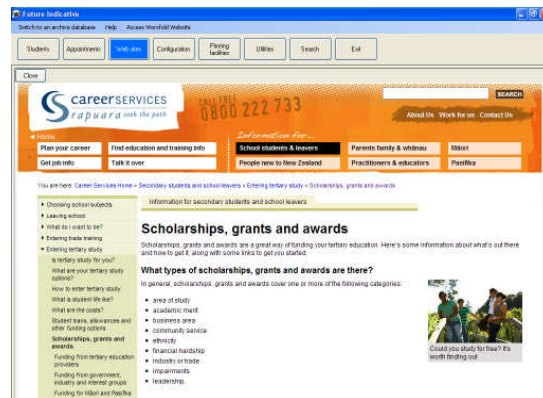 Future Indicative
Switch to an archive database Help Access Worsfold Website
Students Appointments Web sites Configuration Planning facilities Utilities Search Exit
Close
careerSERVICES
rapuara seek the path
CALL FREE
0800 222 733
SEARCH
About Us Work for us Contact Us
Home
Information for...
Plan your career Find education and training info School students & leavers Parents family & whānau Māori
Get job info Talk it over People new to New Zealand Practitioners & educators Pasifika
You are here: Career Services Home » Secondary students and school leavers » Entering tertiary study » Scholarships, grants and awards
Choosing school subjects
Leaving school
What do I want to be?
Entering trade training
Entering tertiary study
Is tertiary study for you?
What are your tertiary study options?
How to enter tertiary study
What is student life like?
What are the costs?
Student loans, allowances and other funding options
Scholarships, grants and awards
Funding from tertiary education providers
Funding from government, industry and interest groups
Funding for Māori and Pasifika
Information for secondary students and school leavers
Scholarships, grants and awards
Scholarships, grants and awards are a great way of funding your tertiary education. Here's some information about what's out there
and how to get it, along with some links to get you started.
What types of scholarships, grants and awards are there?
In general, scholarships, grants and awards cover one or more of the following categories:
area of study
academic merit
business area
community service
ethnicity
financial hardship
industry or trade
impairments
leadership.
Could you study for free? It's
worth finding out